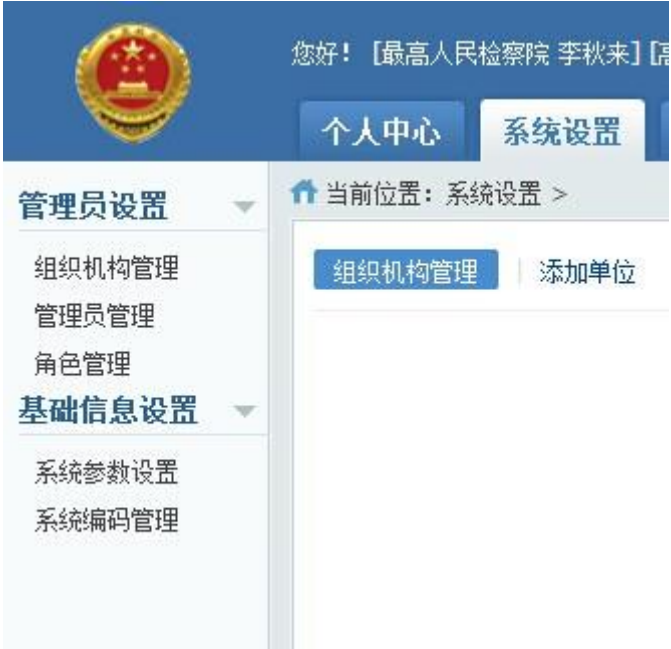 您好！ [最高人民检察院 李秋来] [高
个人中心 系统设置
管理员设置
组织机构管理
管理员管理
角色管理
基础信息设置
系统参数设置
系统编码管理
当前位置：系统设置 >
组织机构管理 | 添加单位